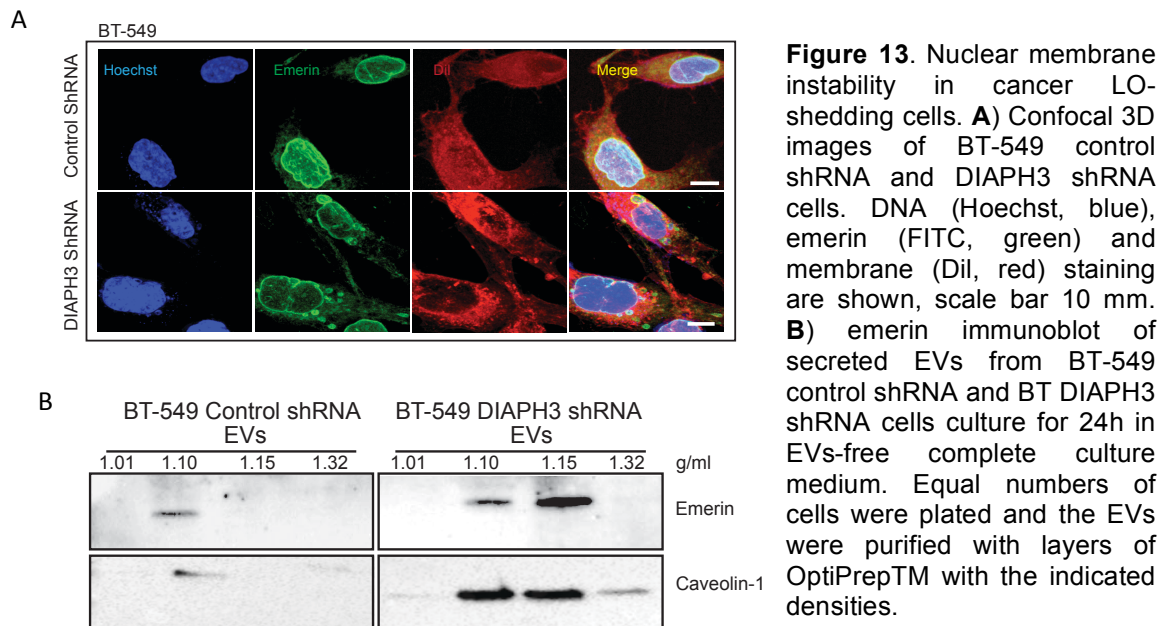 A
BT-549
Control ShRNA
Hoechst
Emerin
Dil
Merge
DIAPH3 ShRNA
B
BT-549 Control shRNA
EVs
BT-549 DIAPH3 shRNA
EVs
1.01 1.10 1.15 1.32
1.01 1.10 1.15 1.32
g/ml
Emerin
Caveolin-1
Figure 13. Nuclear membrane
instability in cancer LO-
shedding cells. A) Confocal 3D
images of BT-549 control
shRNA and DIAPH3 shRNA
cells. DNA (Hoechst, blue),
emerin (FITC, green) and
membrane (Dil, red) staining
are shown, scale bar 10 mm.
B) emerin immunoblot of
secreted EVs from BT-549
control shRNA and BT DIAPH3
shRNA cells culture for 24h in
EVs-free complete culture
medium. Equal numbers of
cells were plated and the EVs
were purified with layers of
OptiPrepTM with the indicated
densities.